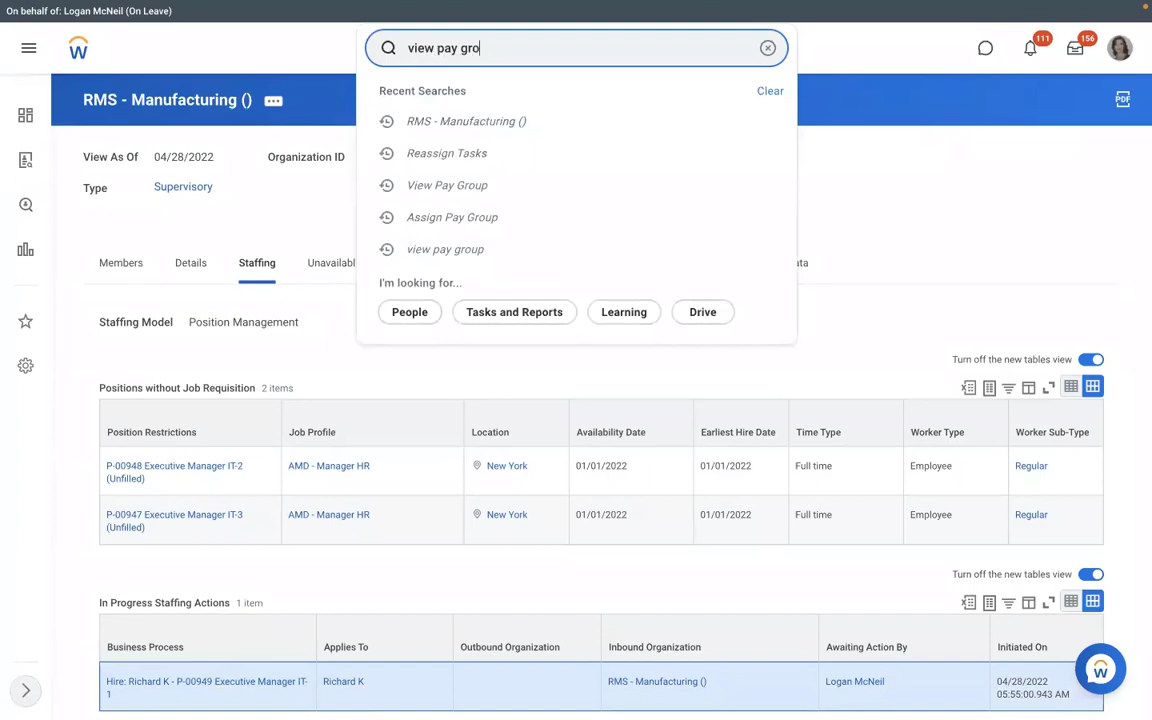 On behalf of: Logan McNeil (On Leave)
view pay gro
111
156
RMS - Manufacturing ()
PDF
Recent Searches
Clear
RMS - Manufacturing ()
Reassign Tasks
View Pay Group
Assign Pay Group
view pay group
I'm looking for...
People
Tasks and Reports
Learning
Drive
View As Of 04/28/2022 Organization ID
Type Supervisory
Members Details Staffing Unavailabl ata
Staffing Model Position Management
Turn off the new tables view
Positions without Job Requisition 2 items
Position Restrictions Job Profile Location Availability Date Earliest Hire Date Time Type Worker Type Worker Sub-Type
P-00948 Executive Manager IT-2 AMD - Manager HR New York 01/01/2022 01/01/2022 Full time Employee Regular
(Unfilled)
P-00947 Executive Manager IT-3 AMD - Manager HR New York 01/01/2022 01/01/2022 Full time Employee Regular
(Unfilled)
Turn off the new tables view
In Progress Staffing Actions 1 item
Business Process Applies To Outbound Organization Inbound Organization Awaiting Action By Initiated On
Hire: Richard K - P-00949 Executive Manager IT- Richard K RMS - Manufacturing () Logan McNeil 04/28/2022
1 05:55:00.943 AM